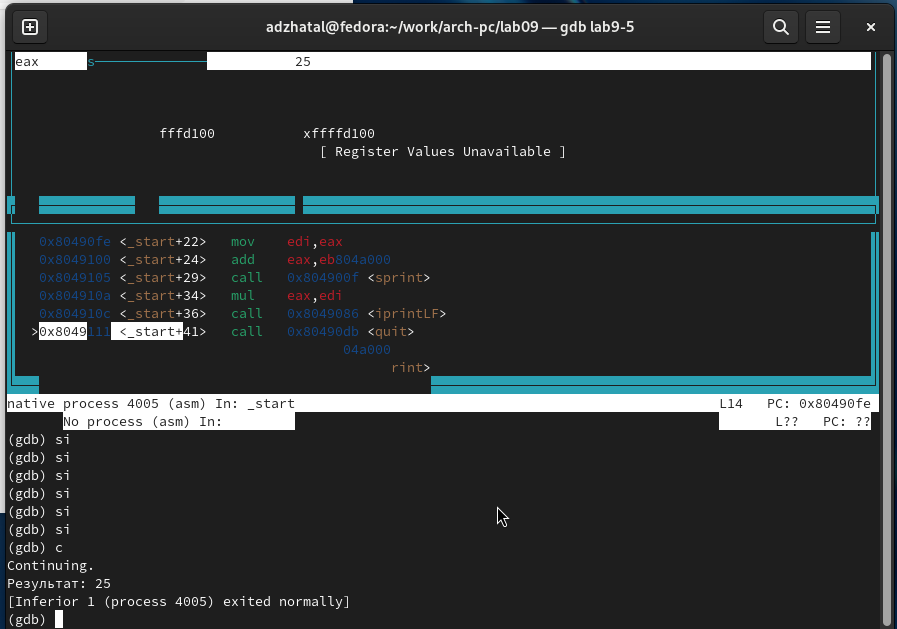 adzhatal@fedora:~/work/arch-pc/lab09 — gdb lab9-5
eax s 25
fffd100 xffffd100
[ Register Values Unavailable ]
0x80490fe <_start+22> mov edi,eax
0x8049100 <_start+24> add eax,eb804a000
0x8049105 <_start+29> call 0x804900f <sprint>
0x804910a <_start+34> mul eax,edi
0x804910c <_start+36> call 0x8049086 <iprintLF>
>0x8049111 <_start+41> call 0x80490db <quit>
04a000
rint>
native process 4005 (asm) In: _start L14 PC: 0x80490fe
No process (asm) In: L?? PC: ??
(gdb) si
(gdb) si
(gdb) si
(gdb) si
(gdb) si
(gdb) si
(gdb) c
Continuing.
Результат: 25
[Inferior 1 (process 4005) exited normally]
(gdb)